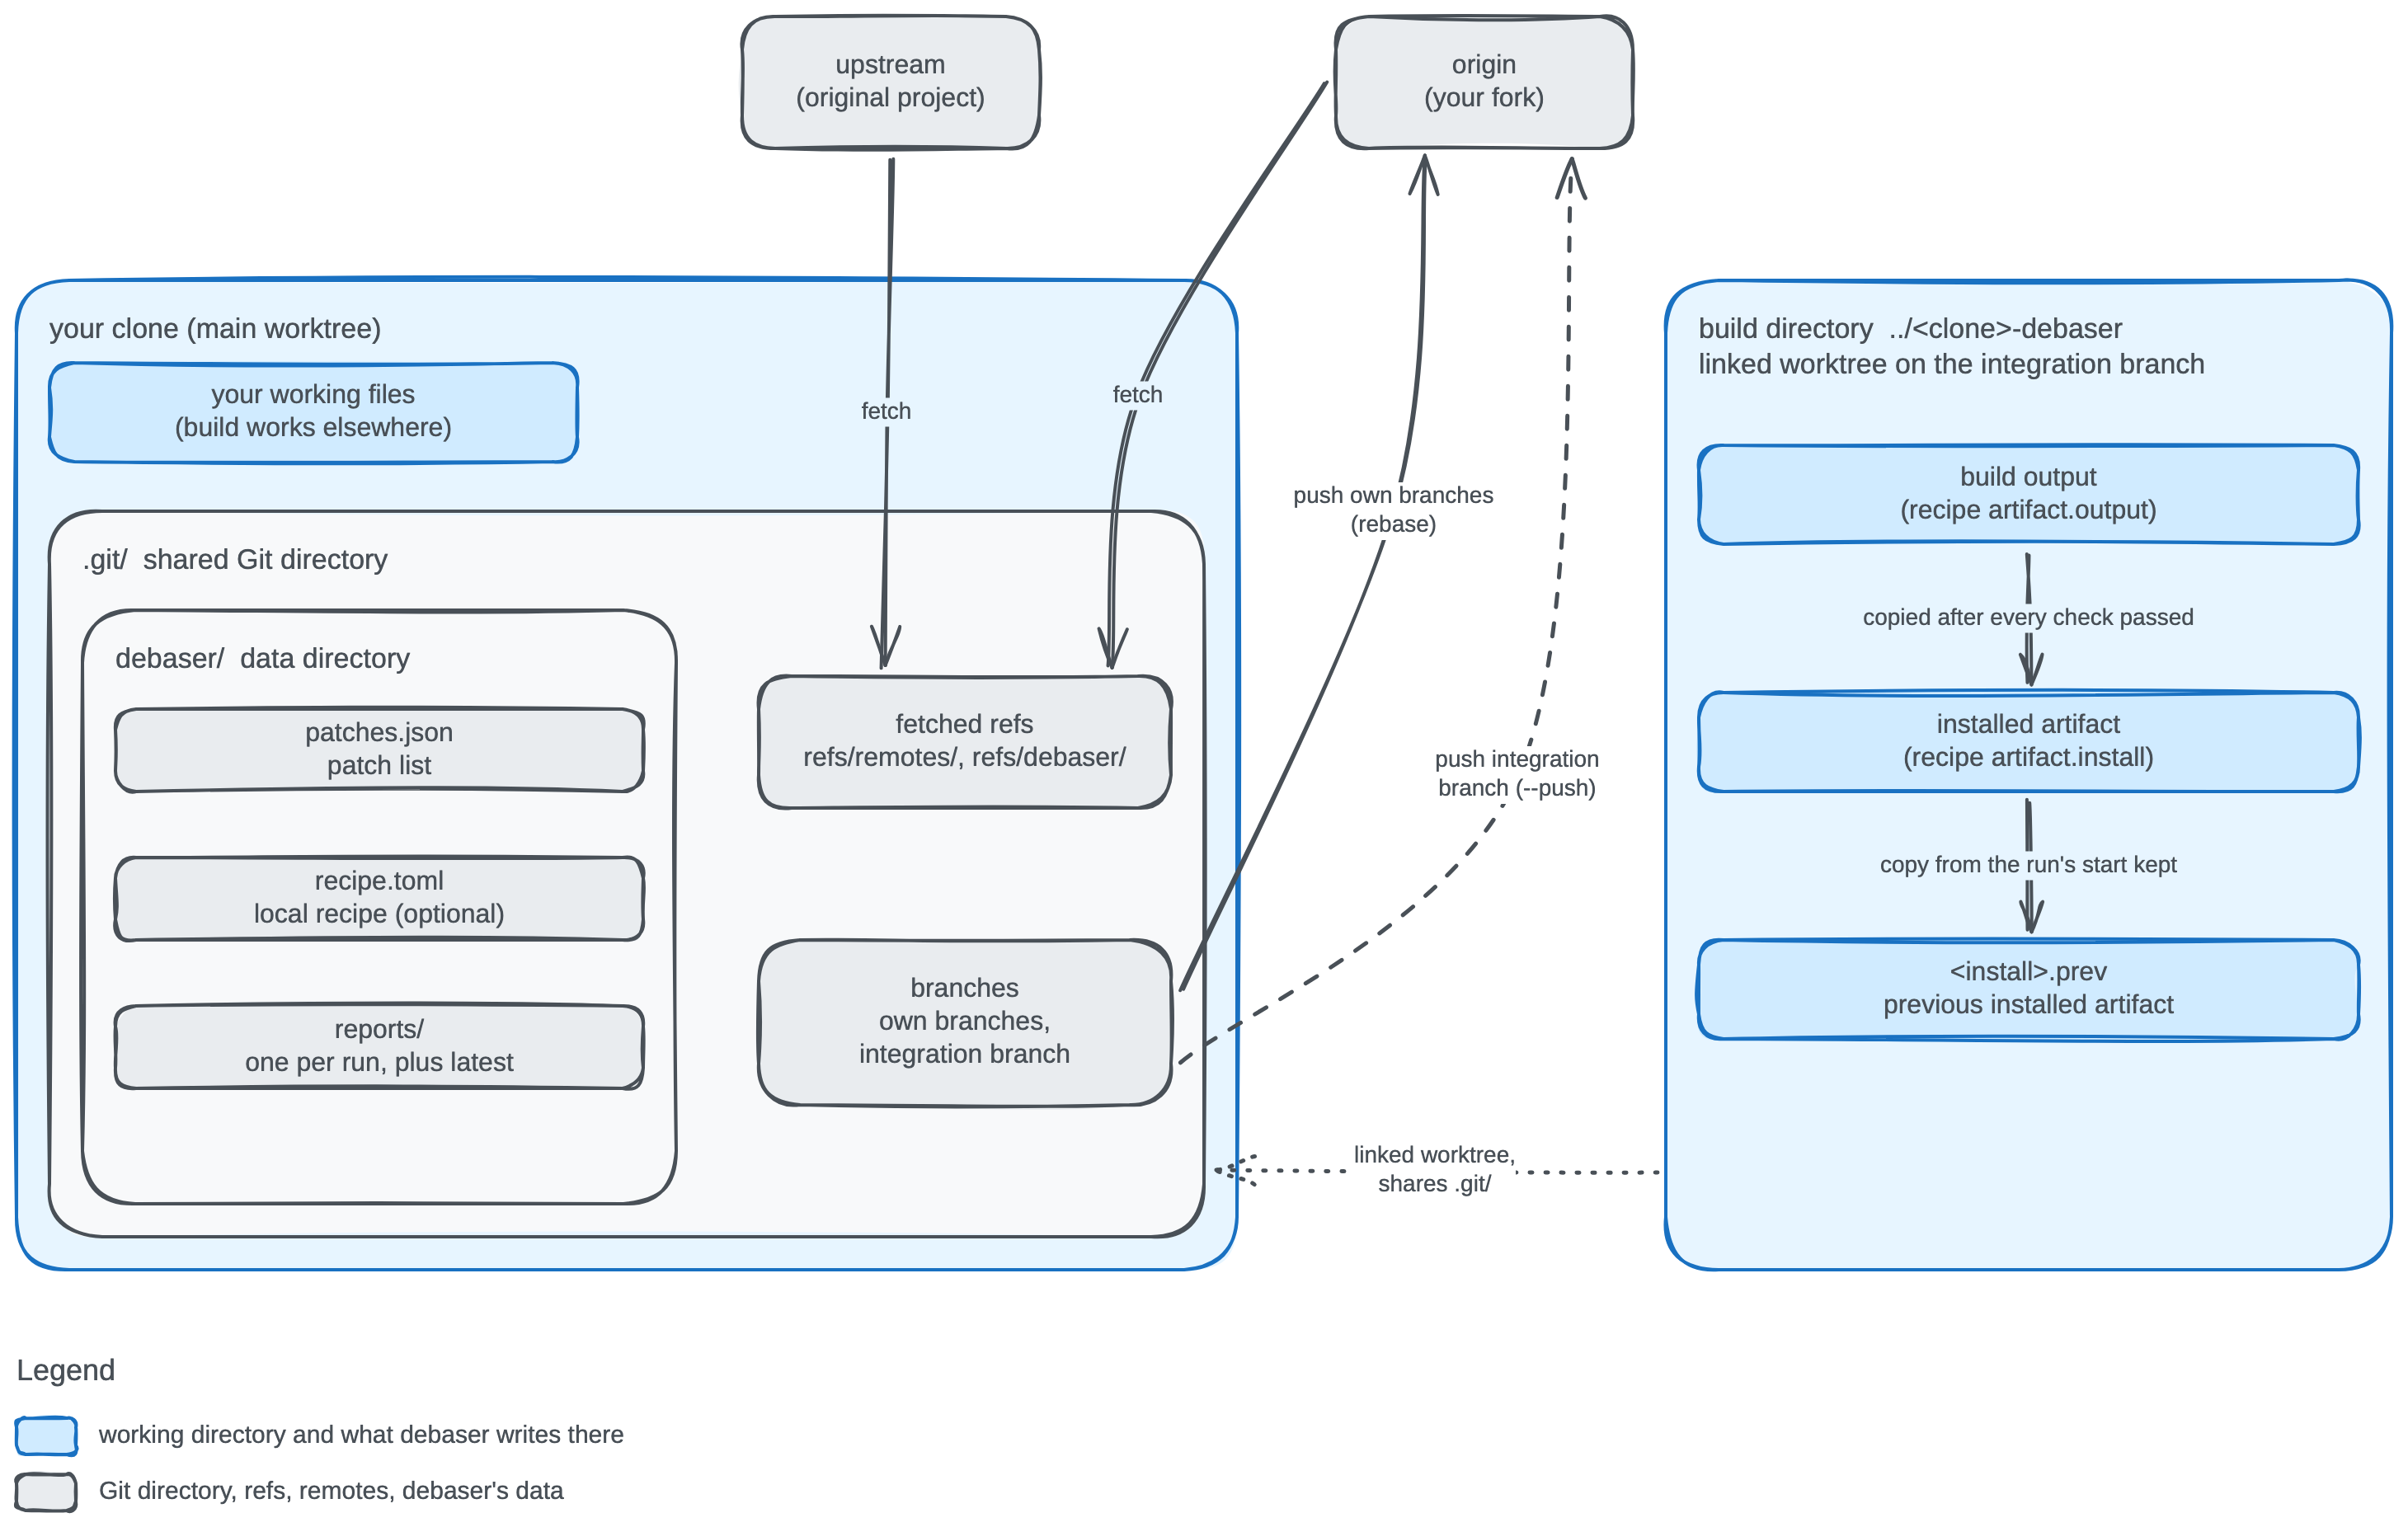 upstream
(original project)
origin
(your fork)
your clone (main worktree)
your working files
(build works elsewhere)
fetch
fetch
push own branches
(rebase)
push integration
branch (--push)
.git/  shared Git directory
debaser/  data directory
patches.json
patch list
recipe.toml
local recipe (optional)
reports/
one per run, plus latest
fetched refs
refs/remotes/, refs/debaser/
branches
own branches,
integration branch
linked worktree,
shares .git/
build directory  ../<clone>-debaser
linked worktree on the integration branch
build output
(recipe artifact.output)
copied after every check passed
installed artifact
(recipe artifact.install)
copy from the run's start kept
<install>.prev
previous installed artifact
Legend
working directory and what debaser writes there
Git directory, refs, remotes, debaser's data